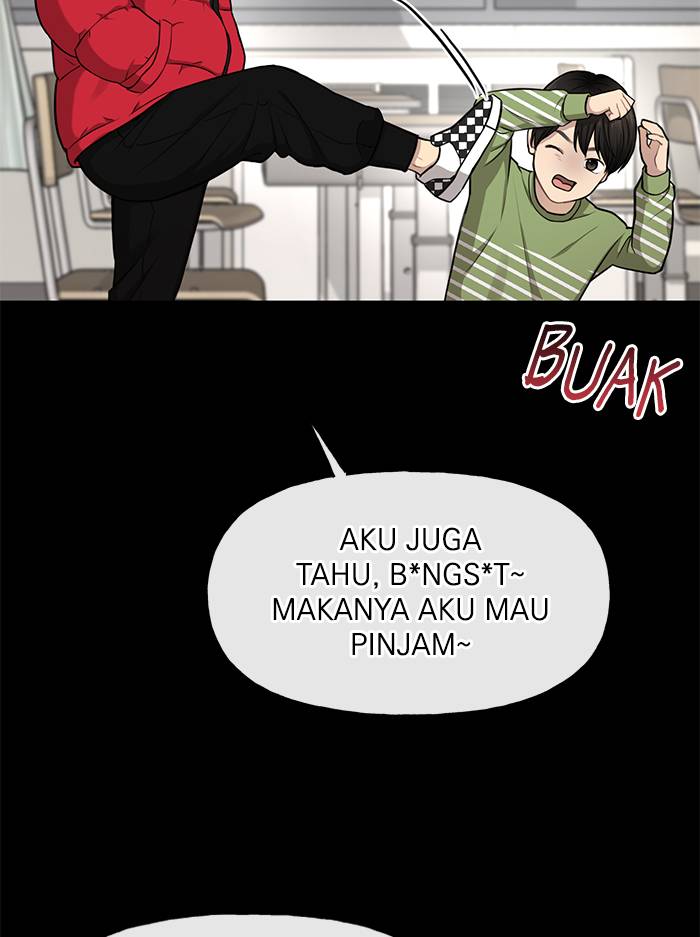 BUAK
AKU JUGA
TAHU, B*NGS*T~
MAKANYA AKU MAU
PINJAM~